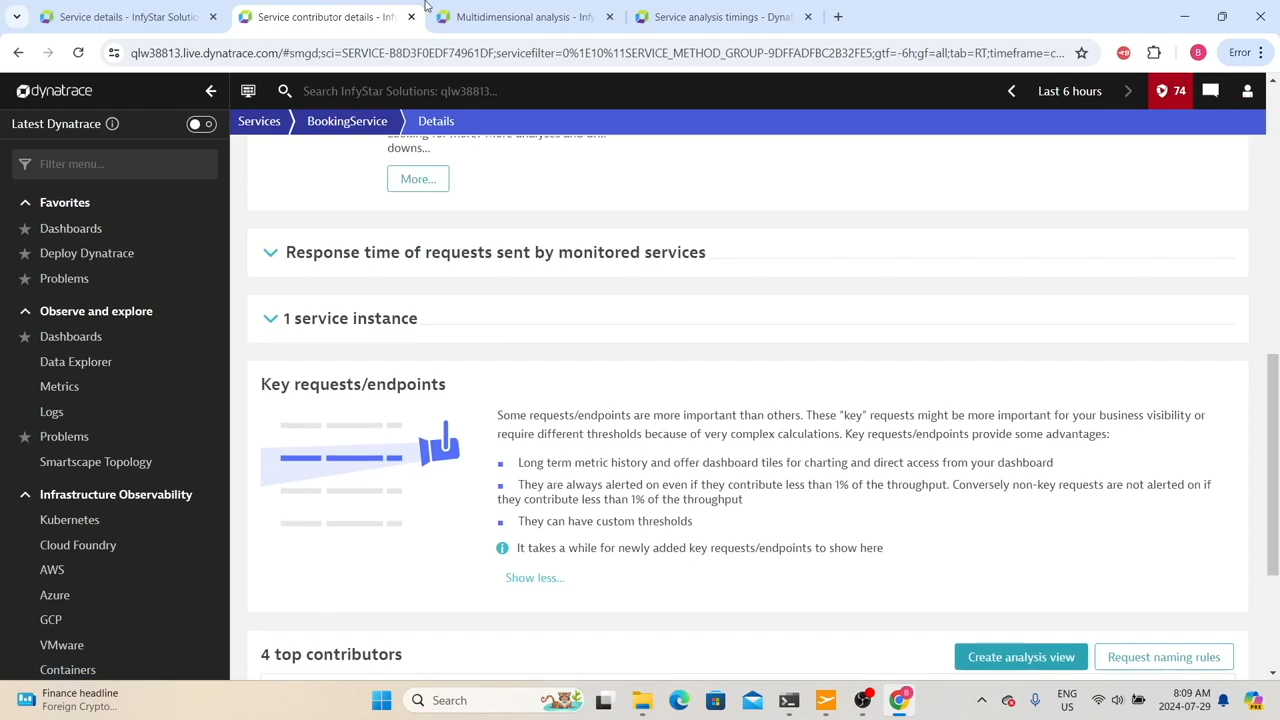 Service details - InfyStar Solutio
Service contributor details - Inf
Multidimensional analysis - Infy
Service analysis timings - Dynat
qlw38813.live.dynatrace.com/#smgd;sci=SERVICE-B8D3F0EDF74961DF;servicefilter=0%1E10%11SERVICE_METHOD_GROUP-9DFFADFBC2B32FE5;gtf=-6h;gf=all;tab=RT;timeframe=c...
B
Error
dynatrace
Search InfyStar Solutions: qlw38813...
Last 6 hours
74
Latest Dynatrace
Services
BookingService
Details
Filter menu...
Favorites
Dashboards
Deploy Dynatrace
Problems
Observe and explore
Dashboards
Data Explorer
Metrics
Logs
Problems
Smartscape Topology
Infrastructure Observability
Kubernetes
Cloud Foundry
AWS
Azure
GCP
VMware
Containers
Looking for more? More analyses and drill
downs...
More...
Response time of requests sent by monitored services
1 service instance
Key requests/endpoints
Some requests/endpoints are more important than others. These "key" requests might be more important for your business visibility or
require different thresholds because of very complex calculations. Key requests/endpoints provide some advantages:
Long term metric history and offer dashboard tiles for charting and direct access from your dashboard
They are always alerted on even if they contribute less than 1% of the throughput. Conversely non-key requests are not alerted on if
they contribute less than 1% of the throughput
They can have custom thresholds
It takes a while for newly added key requests/endpoints to show here
Show less...
4 top contributors
Create analysis view
Request naming rules
Finance headline
Foreign Crypto...
Search
ENG
US
8:09 AM
2024-07-29